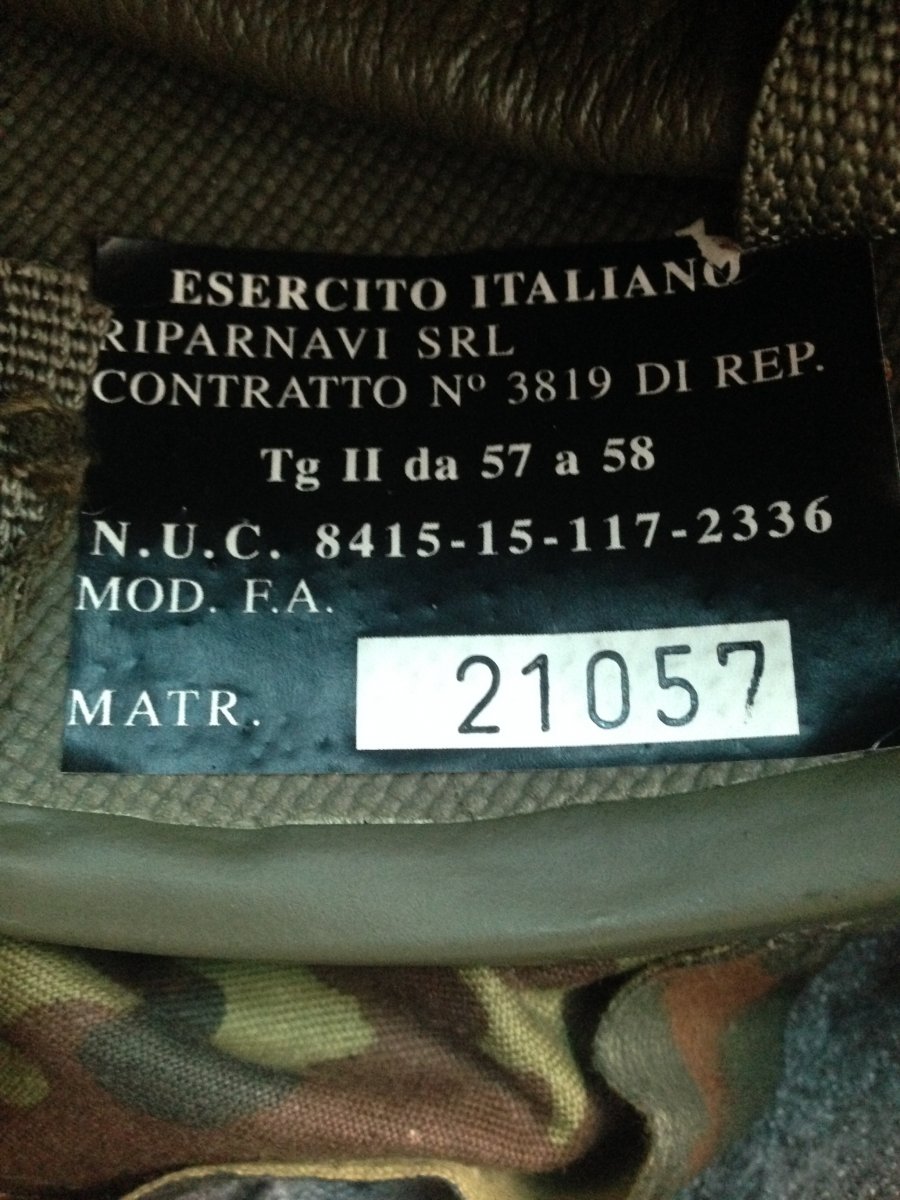 ESERCITO ITALIANO
RIPARNAVI SRL
CONTRATTO Nº 3819 DI REP.
Tg II da 57 a 58
N.U.C. 8415-15-117-2336
MOD. F.A.
MATR. 21057